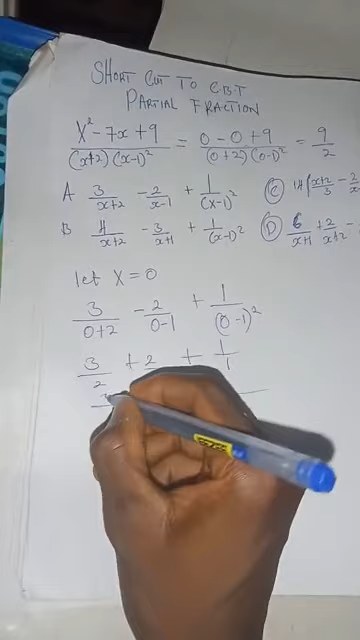 SHORT CUT TO C.B.T
PARTIAL FRACTION
x² - 7x + 9 / (x+2)(x-1)² = 0 - 0 + 9 / (0+2)(0-1)² = 9/2
A 3/x+2 - 2/x-1 + 1/(x-1)² C
B 4/x+2 - 3/x+1 + 1/(x-1)² D 6/x+1 + 2/x+2 -
let X = 0
3/0+2 - 2/0-1 + 1/(0-1)²
3/2 + 2 + 1/1